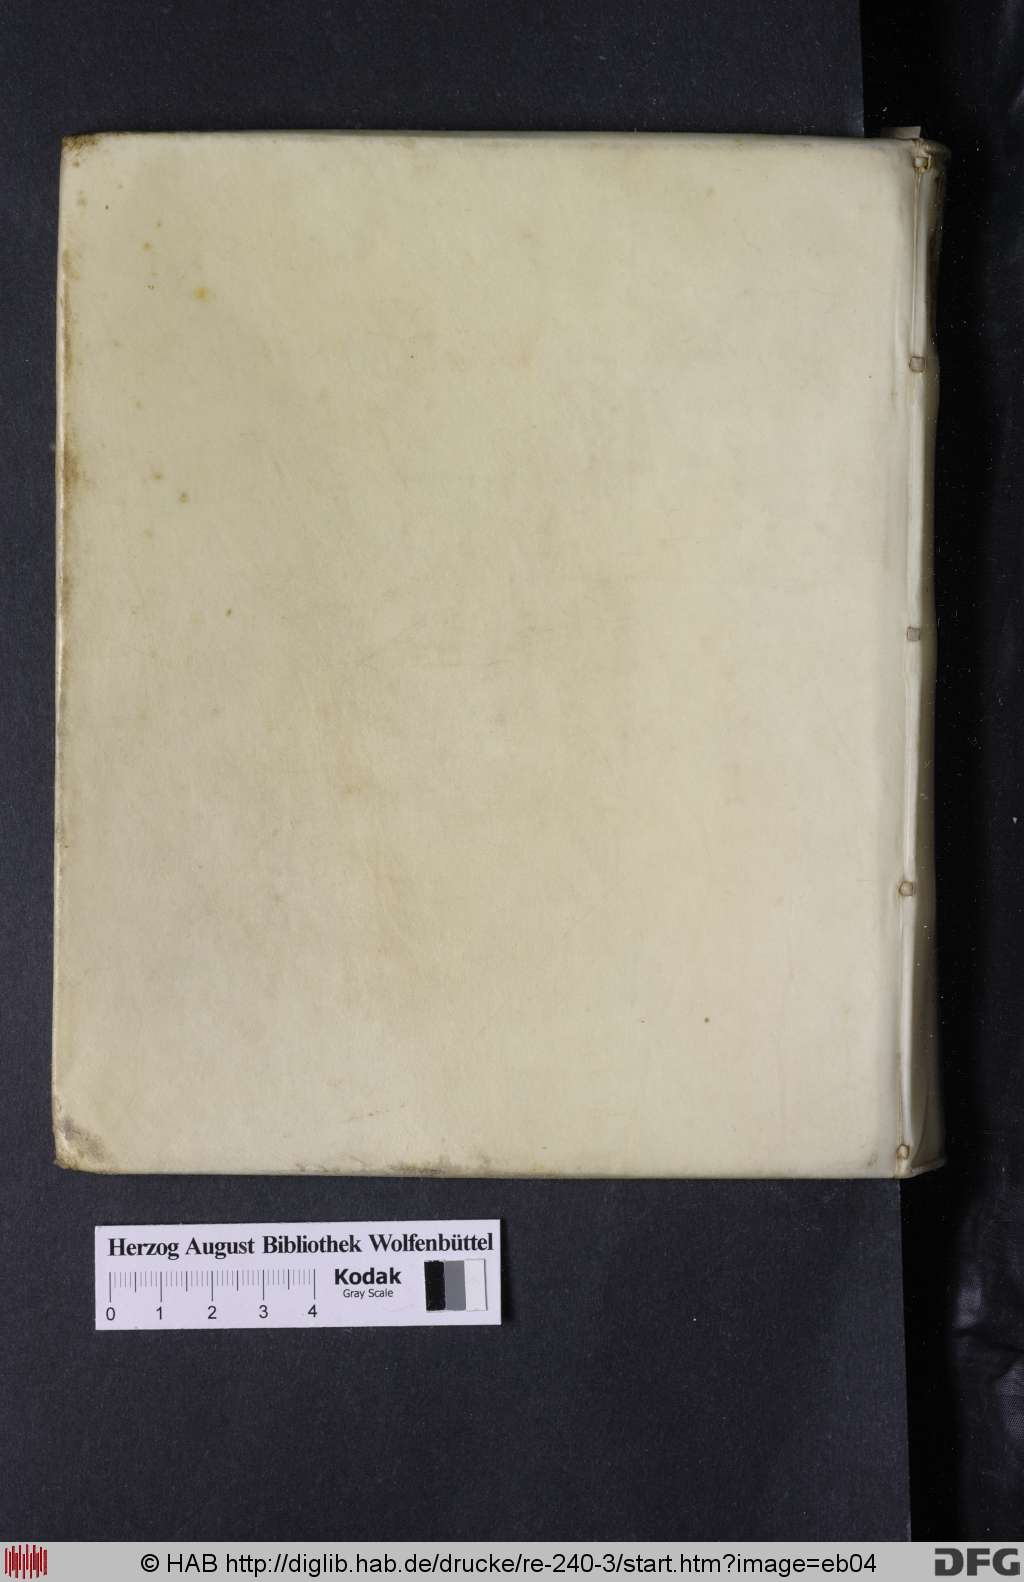 Herzog August Bibliothek Wolfenbüttel
Kodak
Gray Scale
0 1 2 3 4
© HAB http://diglib.hab.de/drucke/re-240-3/start.htm?image=eb04
DFG